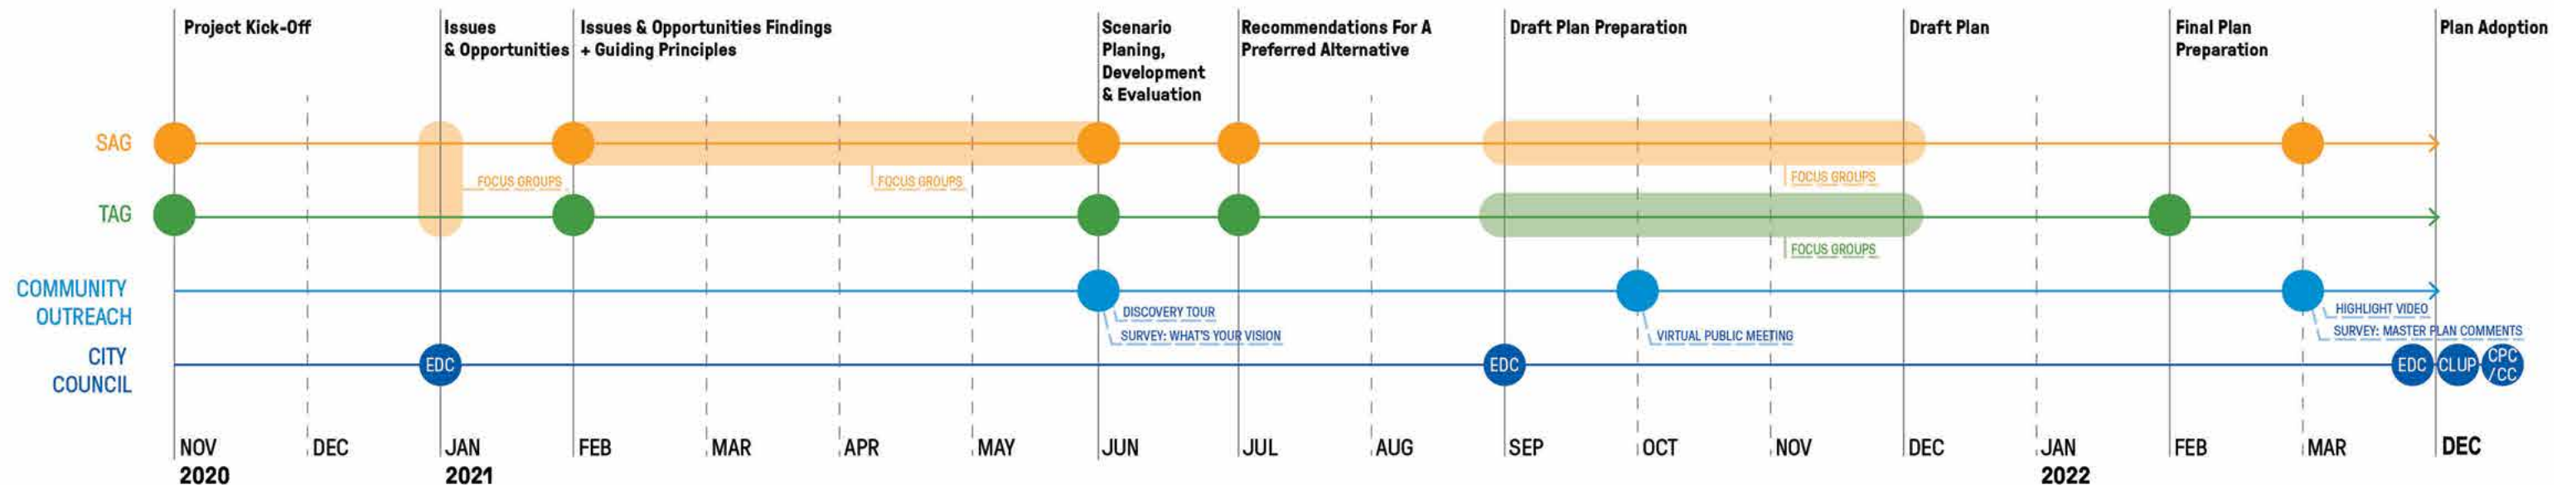 Project Kick-Off
Issues
& Opportunities
Issues & Opportunities Findings
+ Guiding Principles
Scenario
Planing,
Development
& Evaluation
Recommendations For A
Preferred Alternative
Draft Plan Preparation
Draft Plan
Final Plan
Preparation
Plan Adoption
SAG
FOCUS GROUPS
FOCUS GROUPS
FOCUS GROUPS
TAG
FOCUS GROUPS
COMMUNITY
OUTREACH
DISCOVERY TOUR
SURVEY: WHAT'S YOUR VISION
VIRTUAL PUBLIC MEETING
HIGHLIGHT VIDEO
SURVEY: MASTER PLAN COMMENTS
CITY
COUNCIL
EDC
EDC
EDC
CLUP
CPC
/CC
NOV
2020
DEC
JAN
2021
FEB
MAR
APR
MAY
JUN
JUL
AUG
SEP
OCT
NOV
DEC
JAN
2022
FEB
MAR
DEC